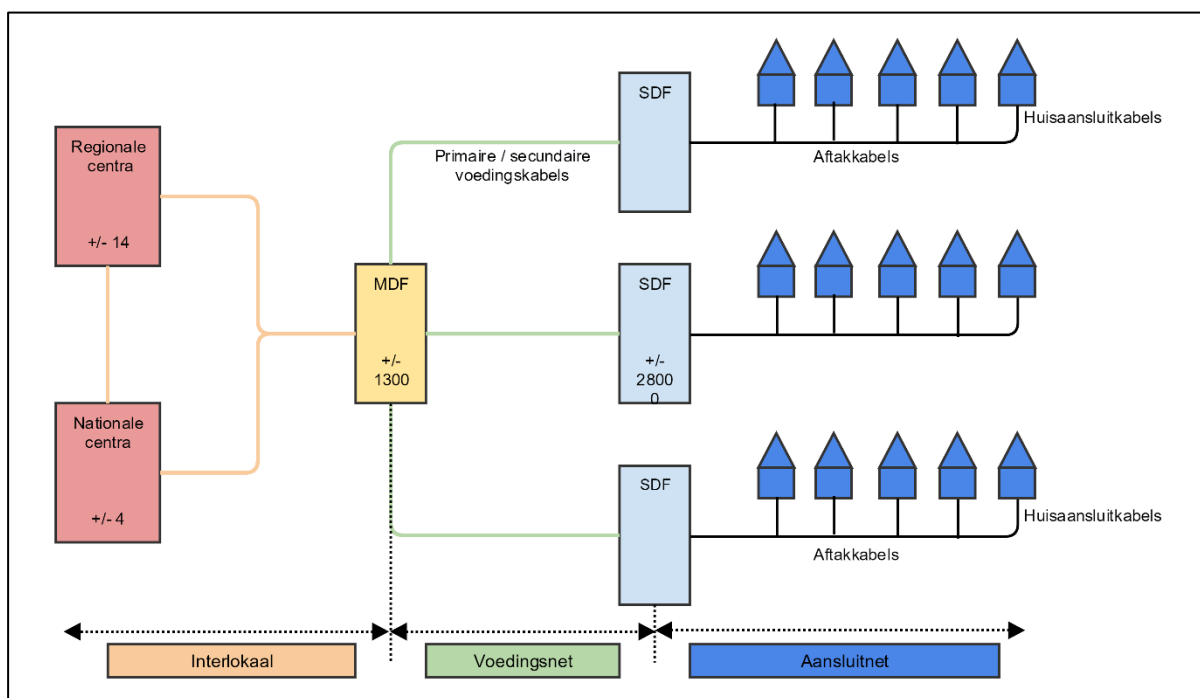 Regionale
centra
+/- 14
Nationale
centra
+/- 4
MDF
+/-
1300
Primaire / secundaire
voedingskabels
SDF
Aftakkabels
Huisaansluitkabels
SDF
+/-
2800
0
SDF
Aftakkabels
Huisaansluitkabels
Interlokaal
Voedingsnet
Aansluitnet